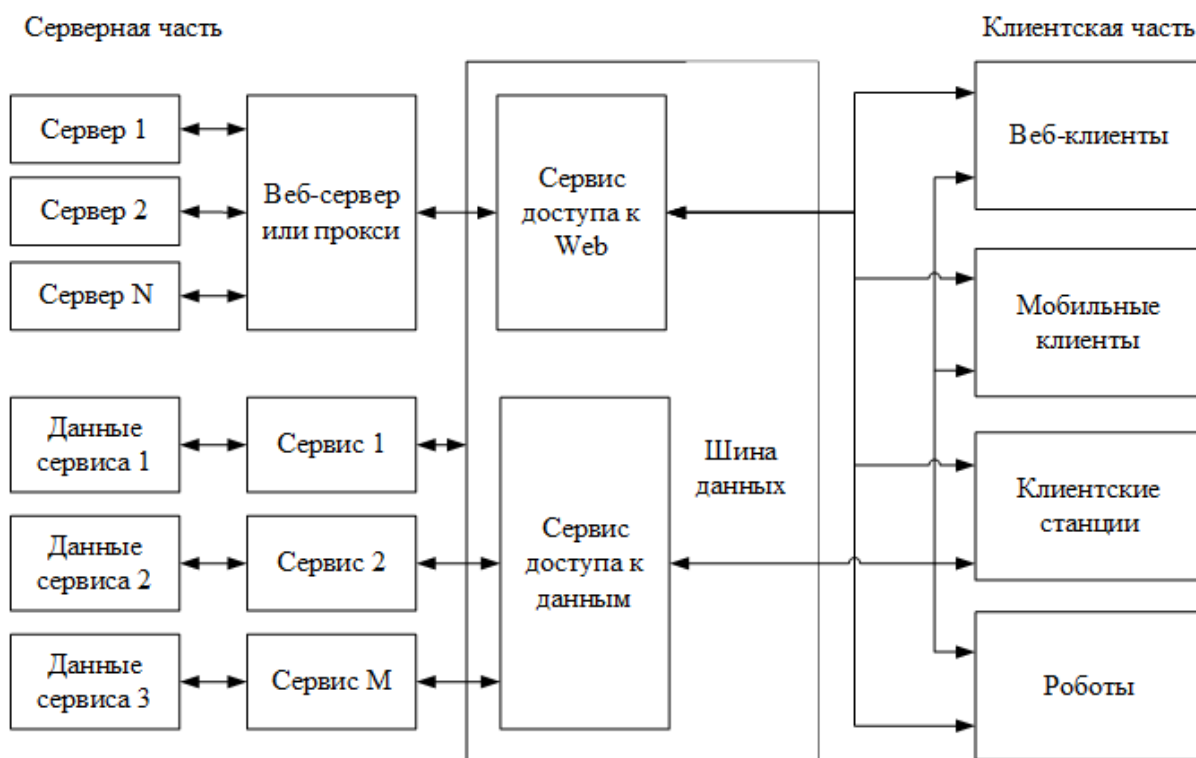 Серверная часть
Клиентская часть
Сервер 1
Сервер 2
Сервер N
Веб-сервер
или прокси
Сервис
доступа к
Web
Веб-клиенты
Мобильные
клиенты
Данные
сервиса 1
Сервис 1
Данные
сервиса 2
Сервис 2
Данные
сервиса 3
Сервис M
Сервис
доступа к
данным
Шина
данных
Клиентские
станции
Роботы